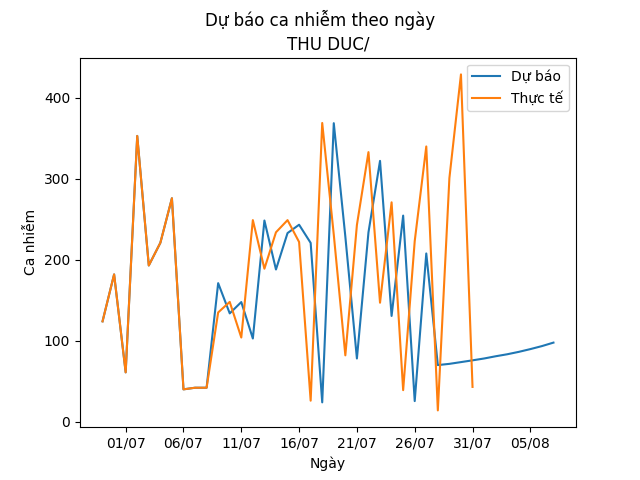 Dự báo ca nhiễm theo ngày
THU DUC/
Dự báo
Thực tế
Ca nhiễm
400
300
200
100
0
01/07 06/07 11/07 16/07 21/07 26/07 31/07 05/08
Ngày